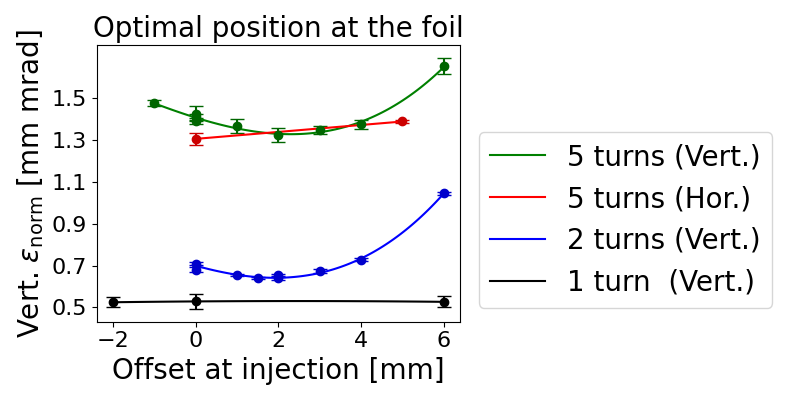 Optimal position at the foil
Vert. εnorm [mm mrad]
1.5
1.3
1.1
0.9
0.7
0.5
−2
0
2
4
6
Offset at injection [mm]
5 turns (Vert.)
5 turns (Hor.)
2 turns (Vert.)
1 turn  (Vert.)